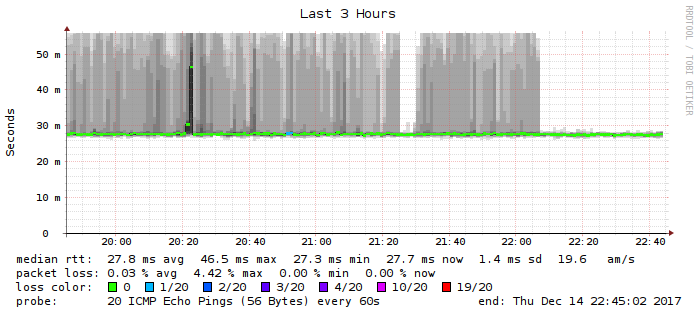 Last 3 Hours
RRDTOOL / TOBI OETIKER
Seconds
50 m
40 m
30 m
20 m
10 m
0
20:00 20:20 20:40 21:00 21:20 21:40 22:00 22:20 22:40
median rtt: 27.8 ms avg 46.5 ms max 27.3 ms min 27.7 ms now 1.4 ms sd 19.6 am/s
packet loss: 0.03 % avg 4.42 % max 0.00 % min 0.00 % now
loss color: 0 1/20 2/20 3/20 4/20 10/20 19/20
probe: 20 ICMP Echo Pings (56 Bytes) every 60s end: Thu Dec 14 22:45:02 2017